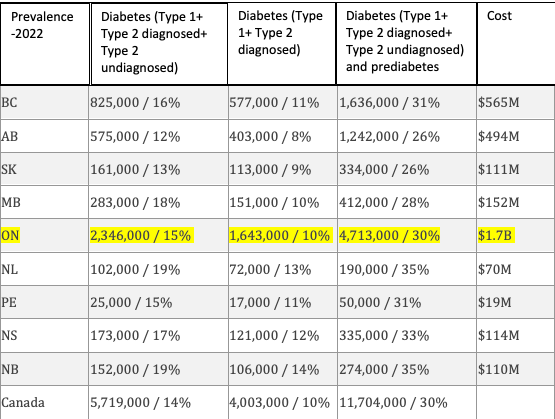 Prevalence -2022 | Diabetes (Type 1+ Type 2 diagnosed+ Type 2 undiagnosed) | Diabetes (Type 1+ Type 2 diagnosed) | Diabetes (Type 1+ Type 2 diagnosed+ Type 2 undiagnosed) and prediabetes | Cost
BC 825,000 / 16% 577,000 / 11% 1,636,000 / 31% $565M
AB 575,000 / 12% 403,000 / 8% 1,242,000 / 26% $494M
SK 161,000 / 13% 113,000 / 9% 334,000 / 26% $111M
MB 283,000 / 18% 151,000 / 10% 412,000 / 28% $152M
ON 2,346,000 / 15% 1,643,000 / 10% 4,713,000 / 30% $1.7B
NL 102,000 / 19% 72,000 / 13% 190,000 / 35% $70M
PE 25,000 / 15% 17,000 / 11% 50,000 / 31% $19M
NS 173,000 / 17% 121,000 / 12% 335,000 / 33% $114M
NB 152,000 / 19% 106,000 / 14% 274,000 / 35% $110M
Canada 5,719,000 / 14% 4,003,000 / 10% 11,704,000 / 30%